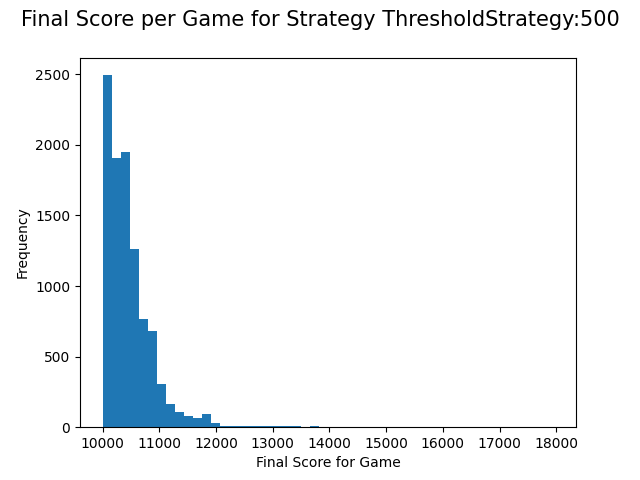 Final Score per Game for Strategy ThresholdStrategy:500
Frequency
2500
2000
1500
1000
500
0
10000 11000 12000 13000 14000 15000 16000 17000 18000
Final Score for Game